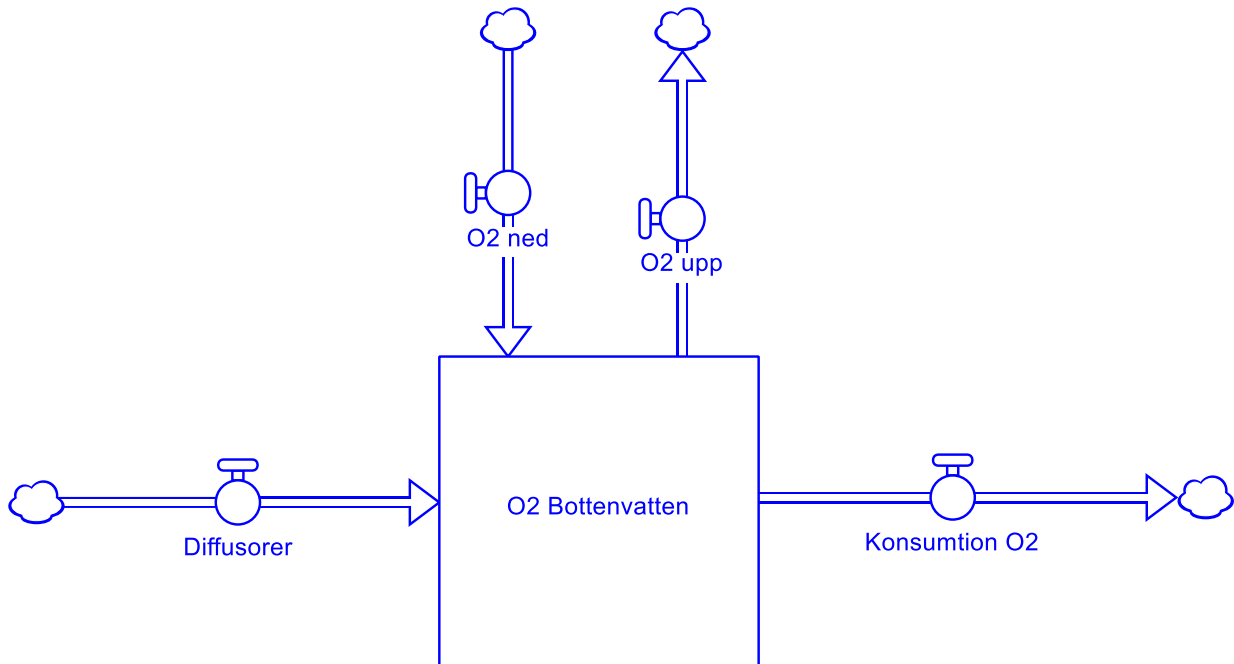 O2 ned
O2 upp
O2 Bottenvatten
Diffusorer
Konsumtion O2